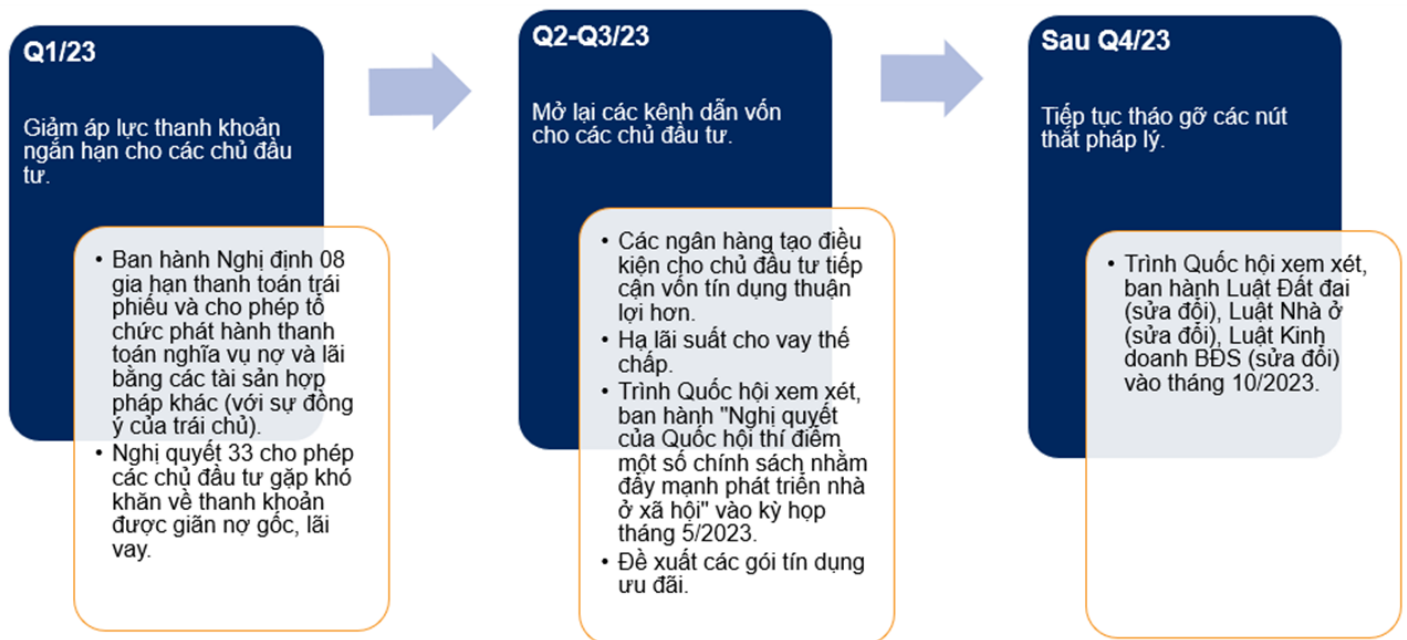 Q1/23
Giảm áp lực thanh khoản
ngắn hạn cho các chủ đầu
tư.
• Ban hành Nghị định 08
gia hạn thanh toán trái
phiếu và cho phép tổ
chức phát hành thanh
toán nghĩa vụ nợ và lãi
bằng các tài sản hợp
pháp khác (với sự đồng
ý của trái chủ).
• Nghị quyết 33 cho phép
các chủ đầu tư gặp khó
khăn về thanh khoản
được giãn nợ gốc, lãi
vay.
Q2-Q3/23
Mở lại các kênh dẫn vốn
cho các chủ đầu tư.
• Các ngân hàng tạo điều
kiện cho chủ đầu tư tiếp
cận vốn tín dụng thuận
lợi hơn.
• Hạ lãi suất cho vay thế
chấp.
• Trình Quốc hội xem xét,
ban hành "Nghị quyết
của Quốc hội thí điểm
một số chính sách nhằm
đẩy mạnh phát triển nhà
ở xã hội" vào kỳ họp
tháng 5/2023.
• Đề xuất các gói tín dụng
ưu đãi.
Sau Q4/23
Tiếp tục tháo gỡ các nút
thắt pháp lý.
• Trình Quốc hội xem xét,
ban hành Luật Đất đai
(sửa đổi), Luật Nhà ở
(sửa đổi), Luật Kinh
doanh BĐS (sửa đổi)
vào tháng 10/2023.